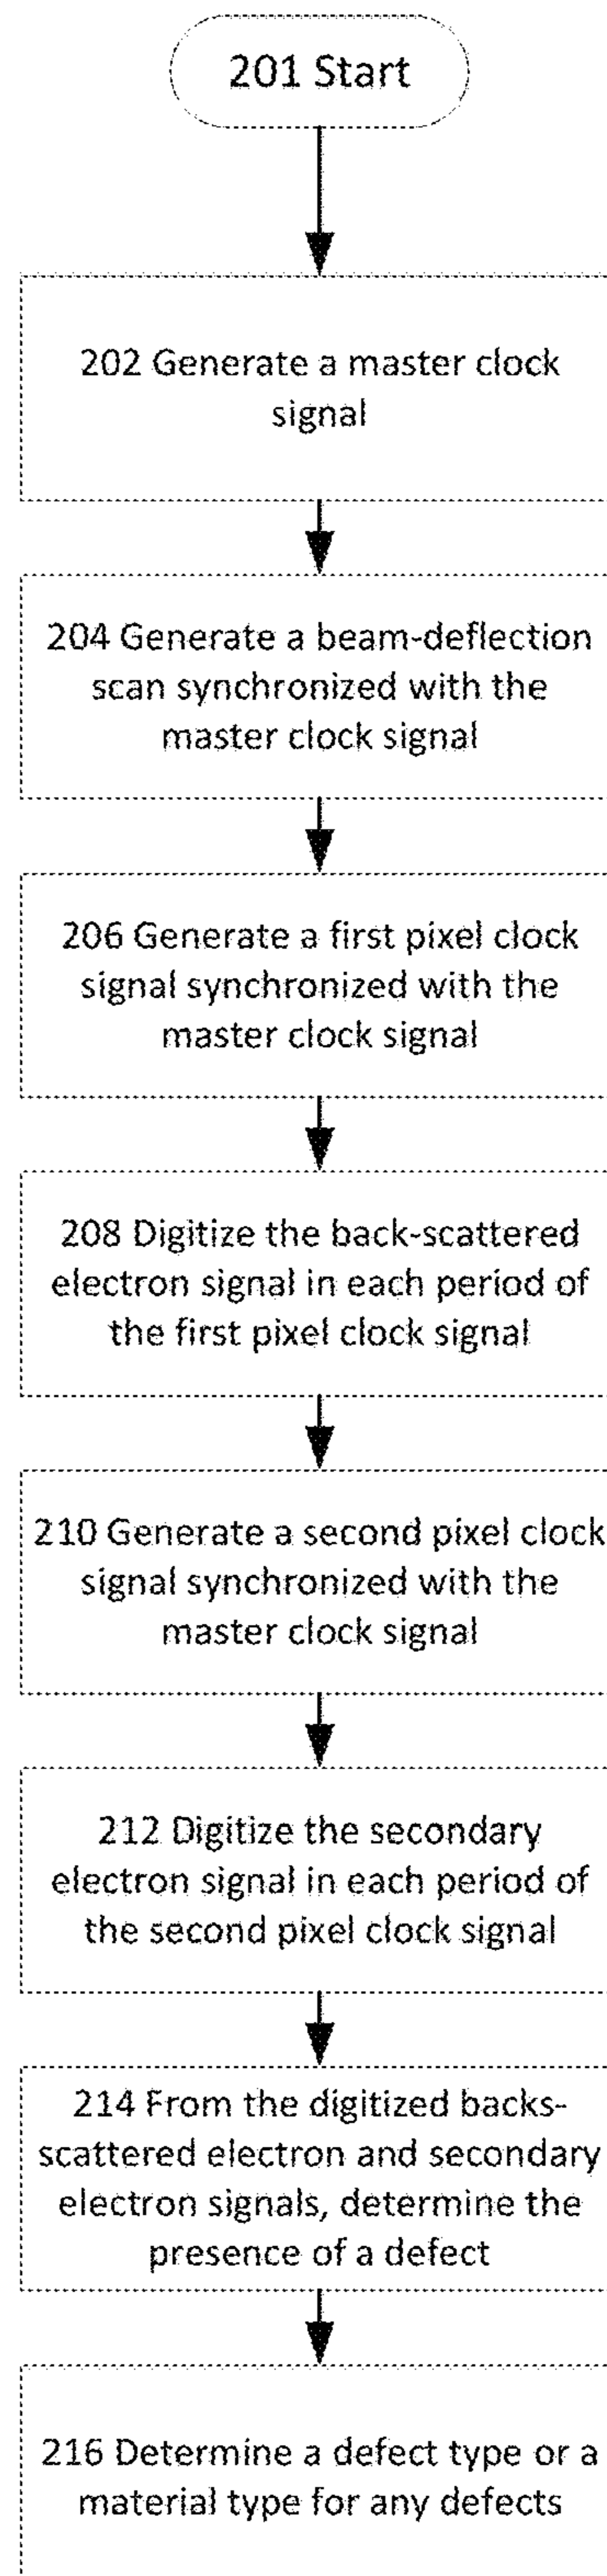 201 Start
202 Generate a master clock
signal
204 Generate a beam-deflection
scan synchronized with the
master clock signal
206 Generate a first pixel clock
signal synchronized with the
master clock signal
208 Digitize the back-scattered
electron signal in each period of
the first pixel clock signal
210 Generate a second pixel clock
signal synchronized with the
master clock signal
212 Digitize the secondary
electron signal in each period of
the second pixel clock signal
214 From the digitized backs-
scattered electron and secondary
electron signals, determine the
presence of a defect
216 Determine a defect type or a
material type for any defects